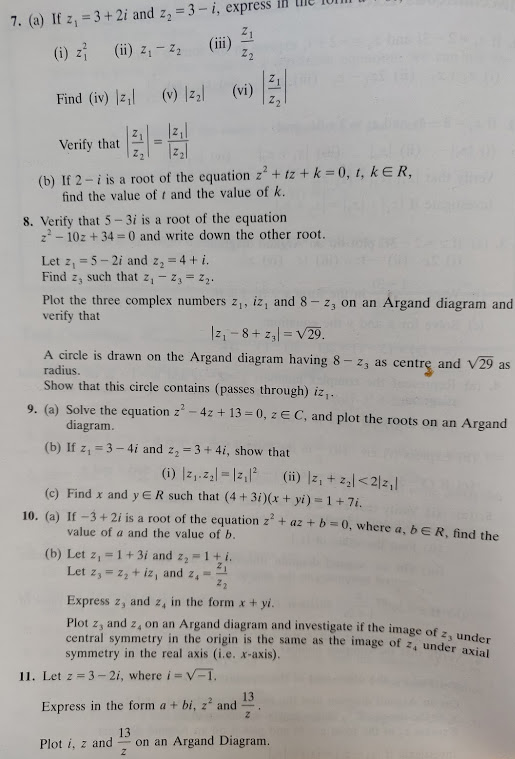 7. (a) If z₁ = 3 + 2i and z₂ = 3 – i, express in the form
(i) z₁² (ii) z₁ – z₂ (iii) z₁/z₂
Find (iv) |z₁| (v) |z₂| (vi) |z₁/z₂|
Verify that |z₁/z₂| = |z₁|/|z₂|
(b) If 2 – i is a root of the equation z² + tz + k = 0, t, k ∈ R,
find the value of t and the value of k.
8. Verify that 5 – 3i is a root of the equation
z² – 10z + 34 = 0 and write down the other root.
Let z₁ = 5 – 2i and z₂ = 4 + i.
Find z₃ such that z₁ – z₃ = z₂.
Plot the three complex numbers z₁, iz₁ and 8 – z₃ on an Argand diagram and
verify that
|z₁ – 8 + z₃| = √29.
A circle is drawn on the Argand diagram having 8 – z₃ as centre and √29 as
radius.
Show that this circle contains (passes through) iz₁.
9. (a) Solve the equation z² – 4z + 13 = 0, z ∈ C, and plot the roots on an Argand
diagram.
(b) If z₁ = 3 – 4i and z₂ = 3 + 4i, show that
(i) |z₁.z₂| = |z₁|² (ii) |z₁ + z₂| < 2|z₁|
(c) Find x and y ∈ R such that (4 + 3i)(x + yi) = 1 + 7i.
10. (a) If –3 + 2i is a root of the equation z² + az + b = 0, where a, b ∈ R, find the
value of a and the value of b.
(b) Let z₁ = 1 + 3i and z₂ = 1 + i.
Let z₃ = z₂ + iz₁ and z₄ = z₁/z₂
Express z₃ and z₄ in the form x + yi.
Plot z₃ and z₄ on an Argand diagram and investigate if the image of z₃ under
central symmetry in the origin is the same as the image of z₄ under axial
symmetry in the real axis (i.e. x-axis).
11. Let z = 3 – 2i, where i = √–1.
Express in the form a + bi, z² and 13/z.
Plot i, z and 13/z on an Argand Diagram.